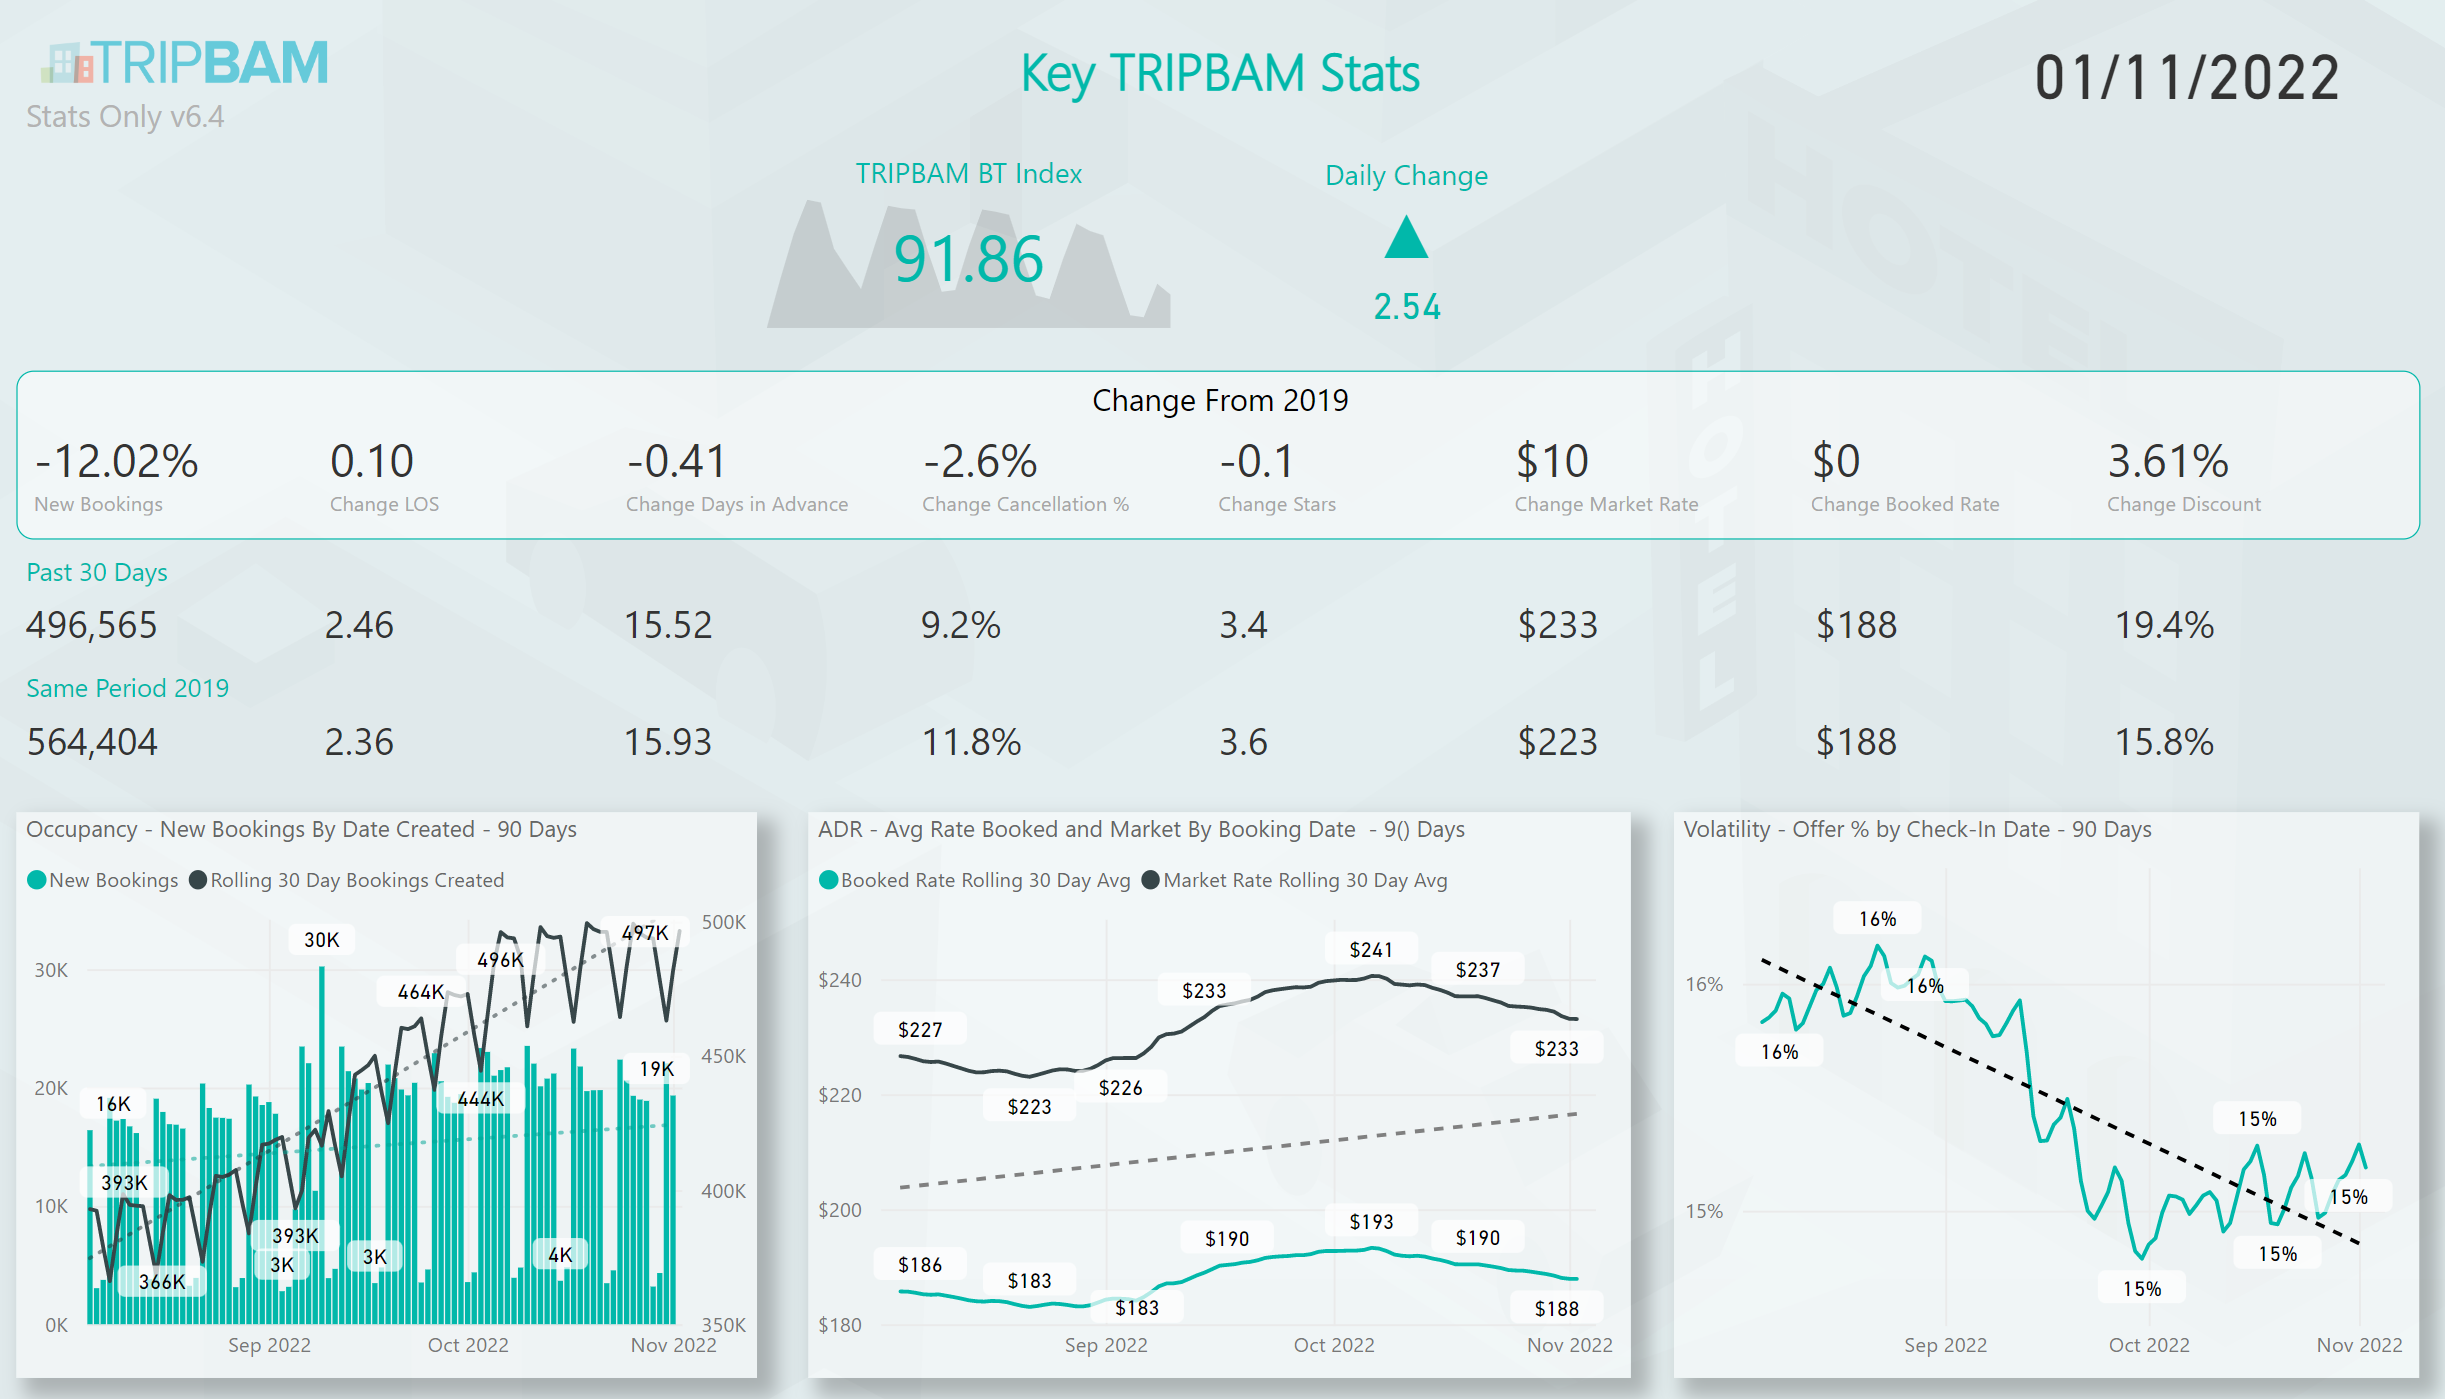 TRIPBAM
Stats Only v6.4
Key TRIPBAM Stats
01/11/2022
TRIPBAM BT Index
91.86
Daily Change
2.54
HOTEL
HOTEL
Change From 2019
-12.02% 0.10 -0.41 -2.6% -0.1 $10 $0 3.61%
New Bookings Change LOS Change Days in Advance Change Cancellation % Change Stars Change Market Rate Change Booked Rate Change Discount
Past 30 Days
496,565 2.46 15.52 9.2% 3.4 $233 $188 19.4%
Same Period 2019
564,404 2.36 15.93 11.8% 3.6 $223 $188 15.8%
Occupancy - New Bookings By Date Created - 90 Days
New Bookings Rolling 30 Day Bookings Created
30K
20K
10K
0K
500K
450K
400K
350K
16K
393K
366K
393K
3K
30K
3K
464K
444K
496K
4K
497K
19K
Sep 2022 Oct 2022 Nov 2022
ADR - Avg Rate Booked and Market By Booking Date - 9() Days
Booked Rate Rolling 30 Day Avg Market Rate Rolling 30 Day Avg
$240
$220
$200
$180
$227
$223
$226
$233
$241
$237
$233
$186
$183
$183
$190
$193
$190
$188
Sep 2022 Oct 2022 Nov 2022
Volatility - Offer % by Check-In Date - 90 Days
16%
15%
16%
16%
16%
15%
15%
15%
15%
Sep 2022 Oct 2022 Nov 2022